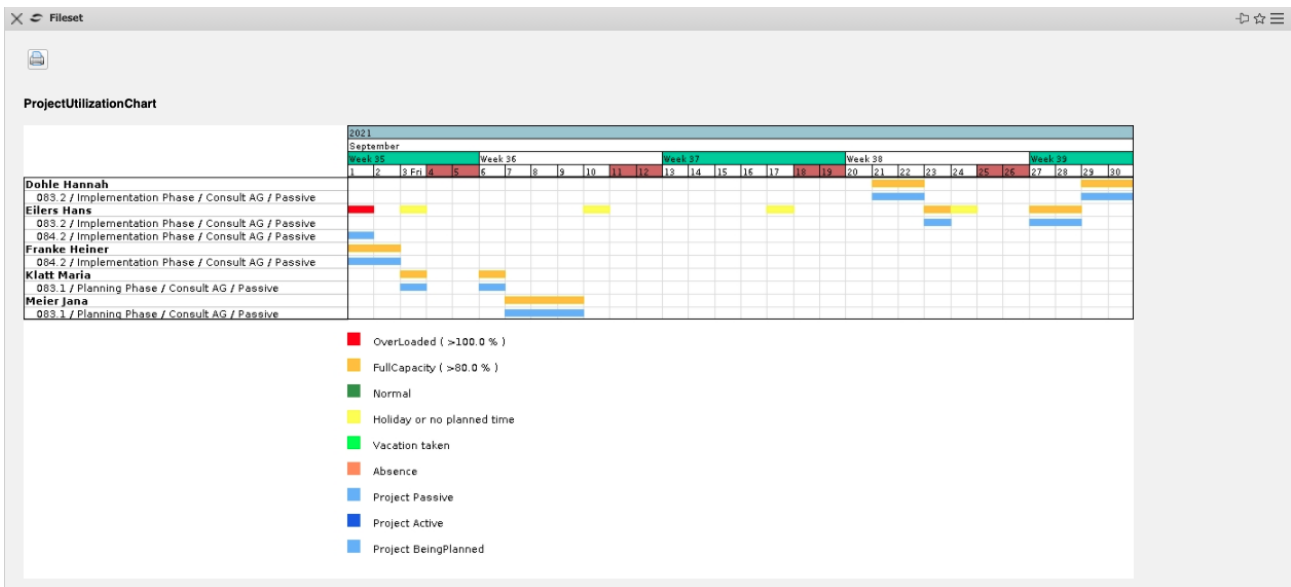 Fileset
ProjectUtilizationChart
2021
September
Week 35 Week 36 Week 37 Week 38 Week 39
1 2 3 Fri 4 5 6 7 8 9 10 11 12 13 14 15 16 17 18 19 20 21 22 23 24 25 26 27 28 29 30
Dohle Hannah
083.2 / Implementation Phase / Consult AG / Passive
Eilers Hans
083.2 / Implementation Phase / Consult AG / Passive
084.2 / Implementation Phase / Consult AG / Passive
Franke Heiner
084.2 / Implementation Phase / Consult AG / Passive
Klatt Maria
083.1 / Planning Phase / Consult AG / Passive
Meier Jana
083.1 / Planning Phase / Consult AG / Passive
OverLoaded ( >100.0 % )
FullCapacity ( >80.0 % )
Normal
Holiday or no planned time
Vacation taken
Absence
Project Passive
Project Active
Project BeingPlanned